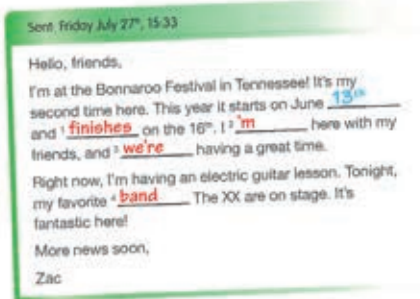 Sent: Friday July 27th, 15:33
Hello, friends,
I'm at the Bonnaroo Festival in Tennessee! It's my
second time here. This year it starts on June 13th
and 1 finishes on the 16th. I 2 'm here with my
friends, and 3 we're having a great time.
Right now, I'm having an electric guitar lesson. Tonight,
my favorite 4 band The XX are on stage. It's
fantastic here!
More news soon,
Zac